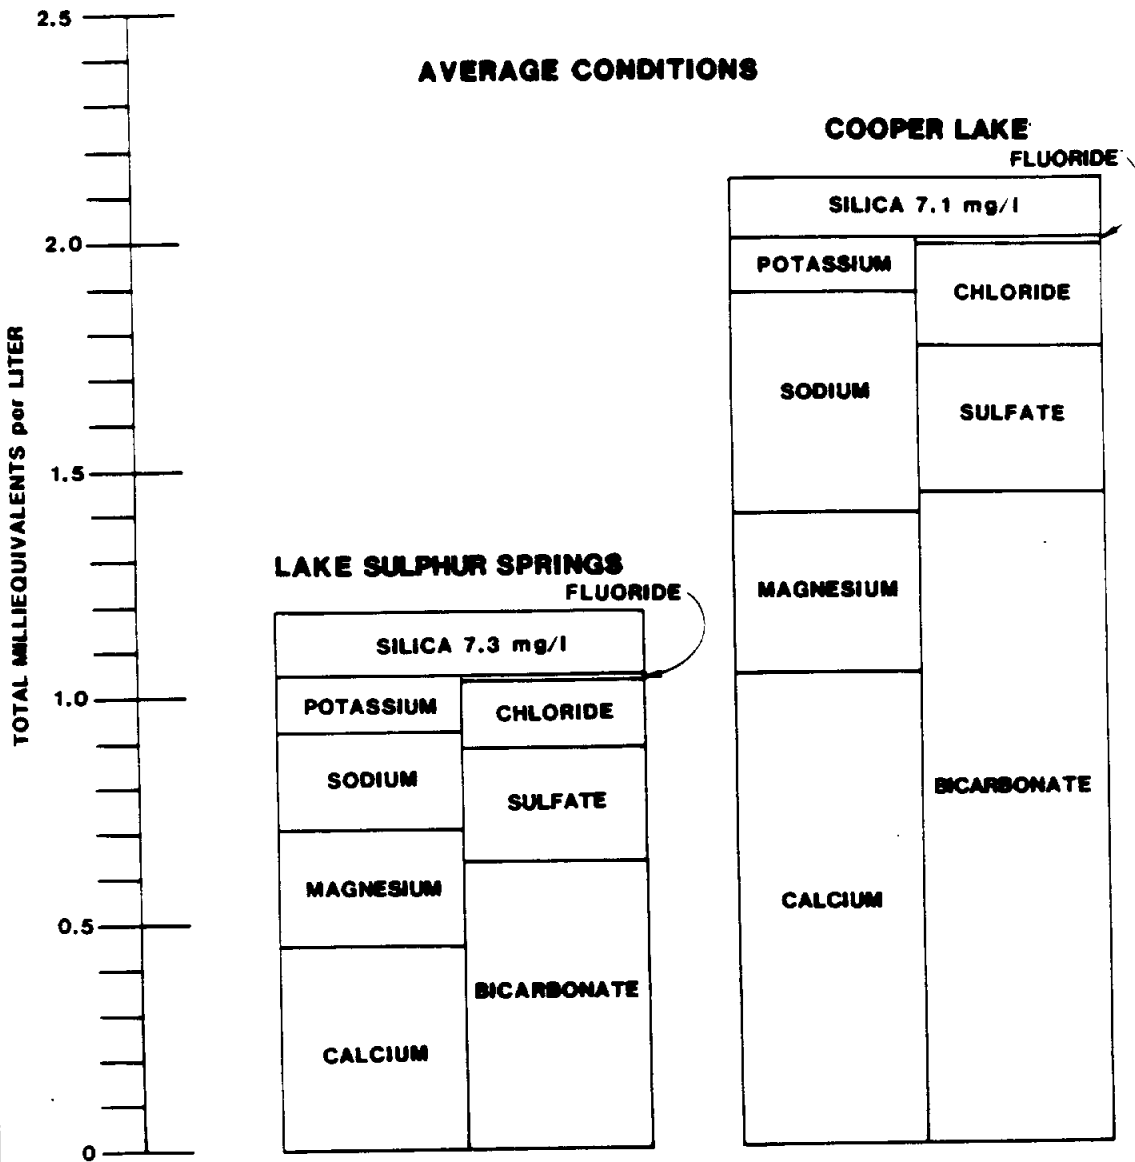 AVERAGE CONDITIONS
TOTAL MILLIEQUIVALENTS per LITER
2.5
2.0
1.5
1.0
0.5
0
COOPER LAKE
FLUORIDE
SILICA 7.1 mg/l
POTASSIUM
CHLORIDE
SODIUM
SULFATE
MAGNESIUM
BICARBONATE
CALCIUM
LAKE SULPHUR SPRINGS
FLUORIDE
SILICA 7.3 mg/l
POTASSIUM
CHLORIDE
SODIUM
SULFATE
MAGNESIUM
BICARBONATE
CALCIUM